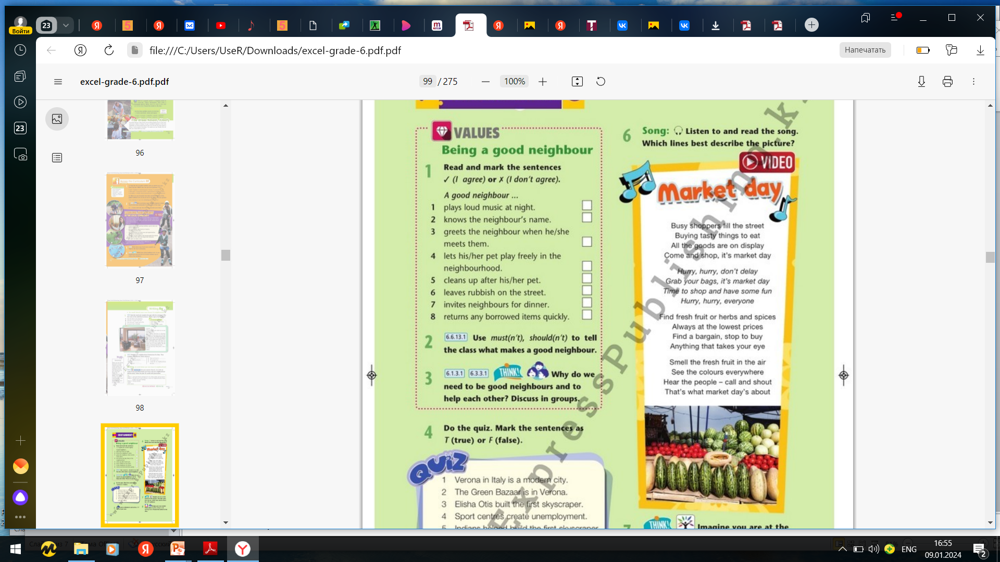 Войти
23
file:///C:/Users/UseR/Downloads/excel-grade-6.pdf.pdf
Напечатать
excel-grade-6.pdf.pdf
99 / 275
100%
23
96
97
98
VALUES
Being a good neighbour
1 Read and mark the sentences
✓ (I agree) or ✗ (I don't agree).
A good neighbour ...
1 plays loud music at night.
2 knows the neighbour's name.
3 greets the neighbour when he/she
meets them.
4 lets his/her pet play freely in the
neighbourhood.
5 cleans up after his/her pet.
6 leaves rubbish on the street.
7 invites neighbours for dinner.
8 returns any borrowed items quickly.
2 6.6.13.1 Use must(n't), should(n't) to tell
the class what makes a good neighbour.
3 6.1.3.1 6.3.3.1 THINK! Why do we
need to be good neighbours and to
help each other? Discuss in groups.
4 Do the quiz. Mark the sentences as
T (true) or F (false).
QUIZ
1 Verona in Italy is a modern city.
2 The Green Bazaar is in Verona.
3 Elisha Otis built the first skyscraper.
4 Sport centres create unemployment.
5 Indians helped build the first skyscraper
6 Song: Listen to and read the song.
Which lines best describe the picture?
VIDEO
Market day
Busy shoppers fill the street
Buying tasty things to eat
All the goods are on display
Come and shop, it's market day
Hurry, hurry, don't delay
Grab your bags, it's market day
Time to shop and have some fun
Hurry, hurry, everyone
Find fresh fruit or herbs and spices
Always at the lowest prices
Find a bargain, stop to buy
Anything that takes your eye
Smell the fresh fruit in the air
See the colours everywhere
Hear the people – call and shout
That's what market day's about
7 THINK! Imagine you are at the
ExpressPublishing.k
EDUTAINMENT 8
ENG
16:55
09.01.2024
2